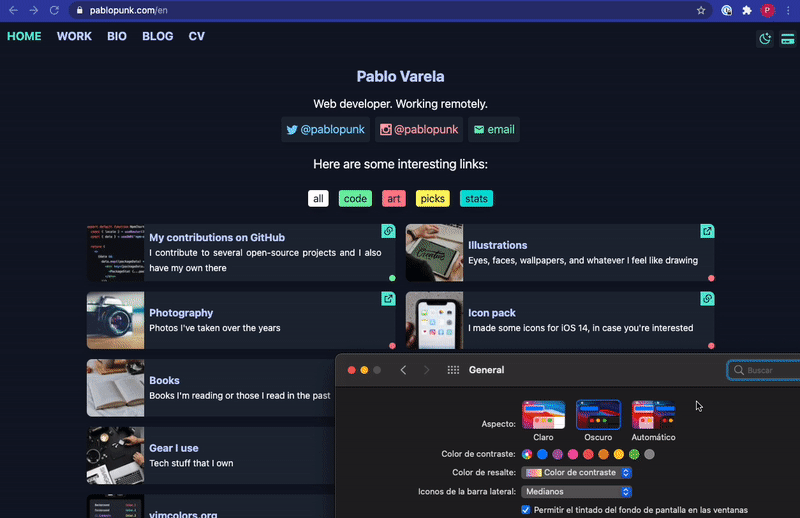 pablopunk.com/en
P
HOME WORK BIO BLOG CV
Pablo Varela
Web developer. Working remotely.
@pablopunk @pablopunk email
Here are some interesting links:
all code art picks stats
My contributions on GitHub
I contribute to several open-source projects and I also
have my own there
Illustrations
Eyes, faces, wallpapers, and whatever I feel like drawing
Photography
Photos I've taken over the years
Icon pack
I made some icons for iOS 14, in case you're interested
Books
Books I'm reading or those I read in the past
Gear I use
Tech stuff that I own
vimcolors.org
General
Buscar
Aspecto:
Claro Oscuro Automático
Color de contraste:
Color de resalte: Color de contraste
Iconos de la barra lateral: Medianos
Permitir el tintado del fondo de pantalla en las ventanas